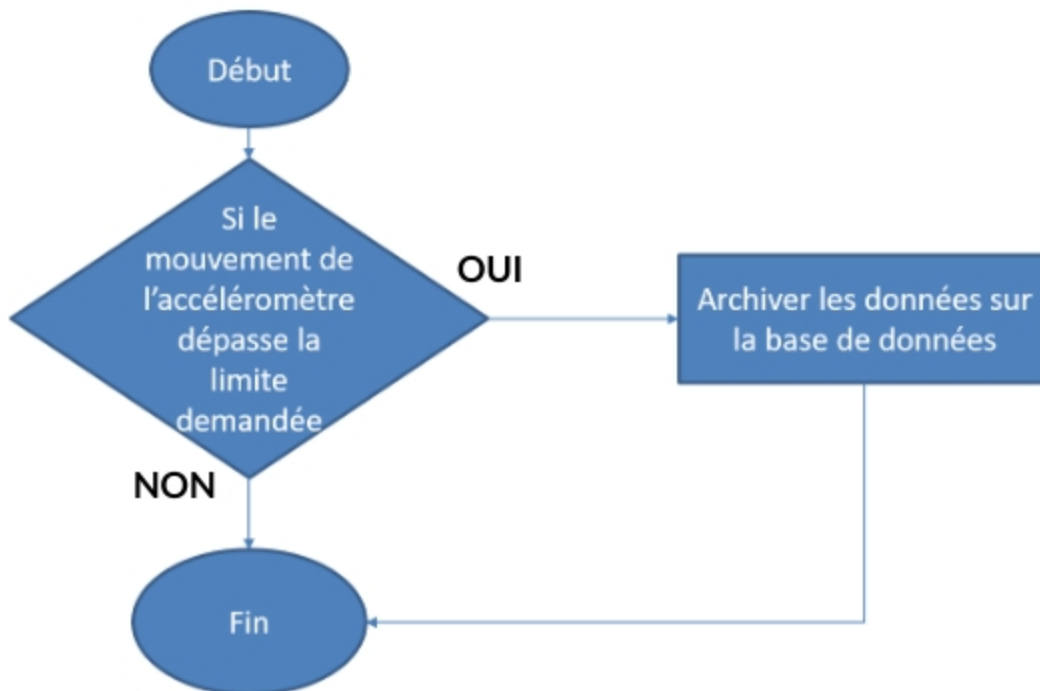 Début
Si le
mouvement de
l’accéléromètre
dépasse la
limite
demandée
OUI
Archiver les données sur
la base de données
NON
Fin